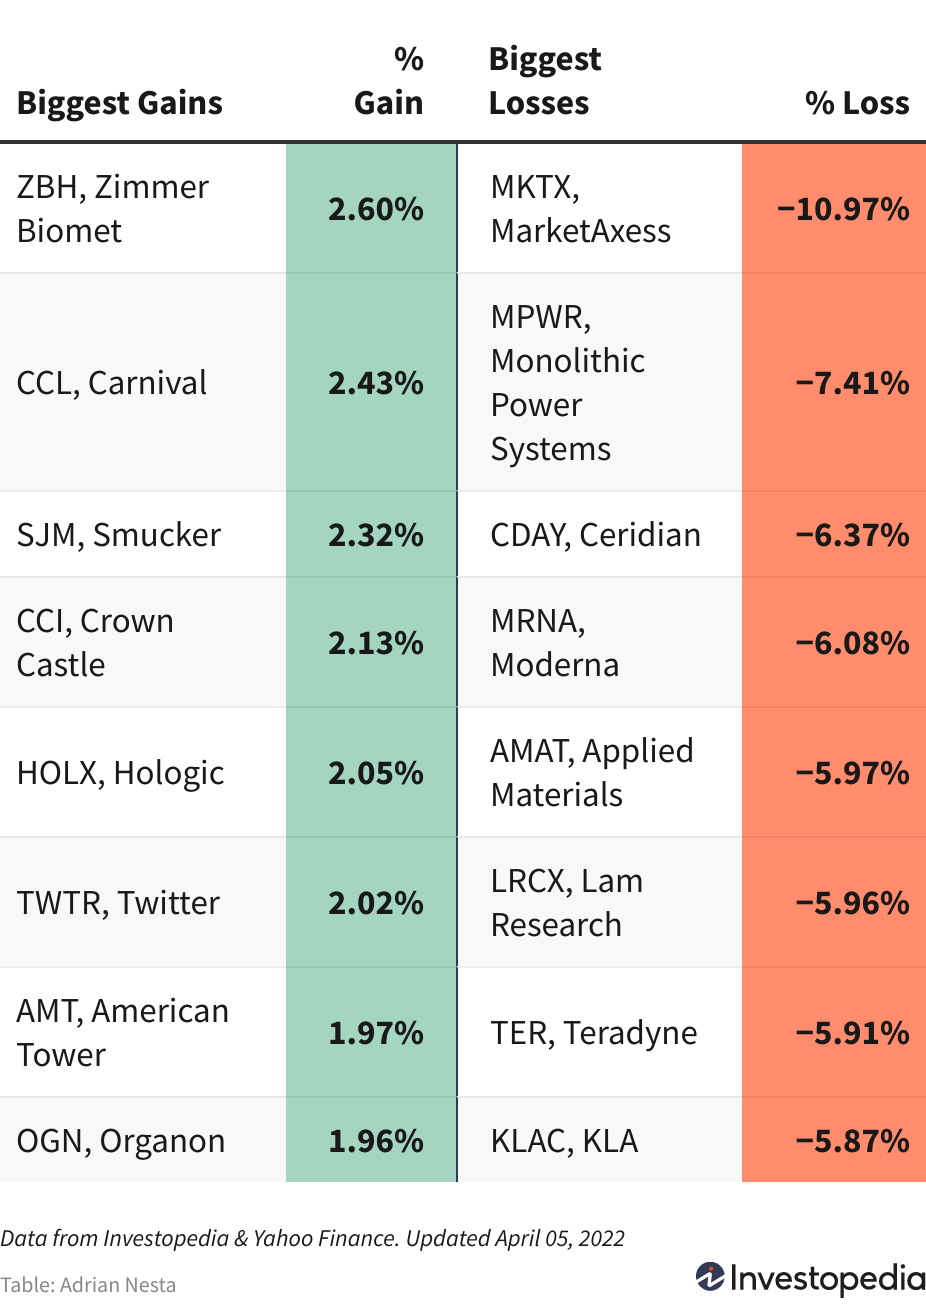 Biggest Gains % Gain Biggest Losses % Loss
ZBH, Zimmer Biomet 2.60% MKTX, MarketAxess −10.97%
CCL, Carnival 2.43% MPWR, Monolithic Power Systems −7.41%
SJM, Smucker 2.32% CDAY, Ceridian −6.37%
CCI, Crown Castle 2.13% MRNA, Moderna −6.08%
HOLX, Hologic 2.05% AMAT, Applied Materials −5.97%
TWTR, Twitter 2.02% LRCX, Lam Research −5.96%
AMT, American Tower 1.97% TER, Teradyne −5.91%
OGN, Organon 1.96% KLAC, KLA −5.87%
Data from Investopedia & Yahoo Finance. Updated April 05, 2022
Table: Adrian Nesta
Investopedia